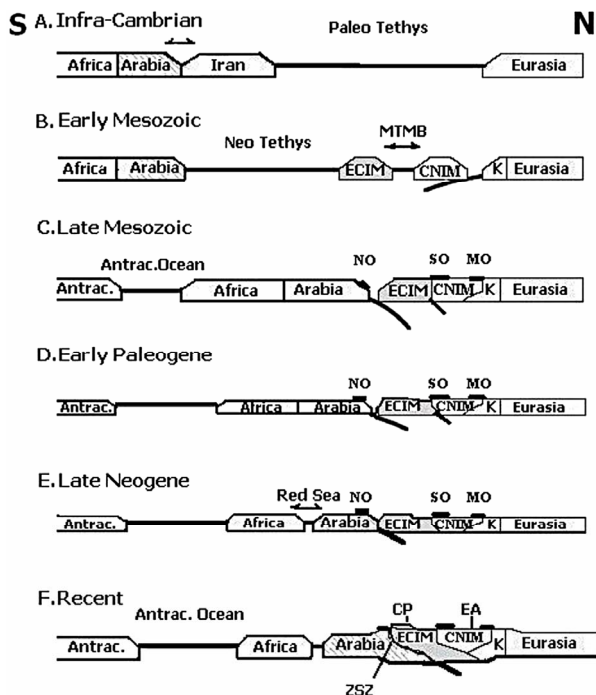 S A. Infra-Cambrian N
Paleo Tethys
Africa Arabia Iran Eurasia
B. Early Mesozoic
Neo Tethys MTMB
Africa Arabia ECIM CNIM K Eurasia
C. Late Mesozoic
Antrac.Ocean NO SO MO
Antrac. Africa Arabia ECIM CNIM K Eurasia
D. Early Paleogene
NO SO MO
Antrac. Africa Arabia ECIM CNIM K Eurasia
E. Late Neogene
Red Sea NO SO MO
Antrac. Africa Arabia ECIM CNIM K Eurasia
F. Recent
Antrac. Ocean CP EA
Antrac. Africa Arabia ECIM CNIM K Eurasia
ZSZ